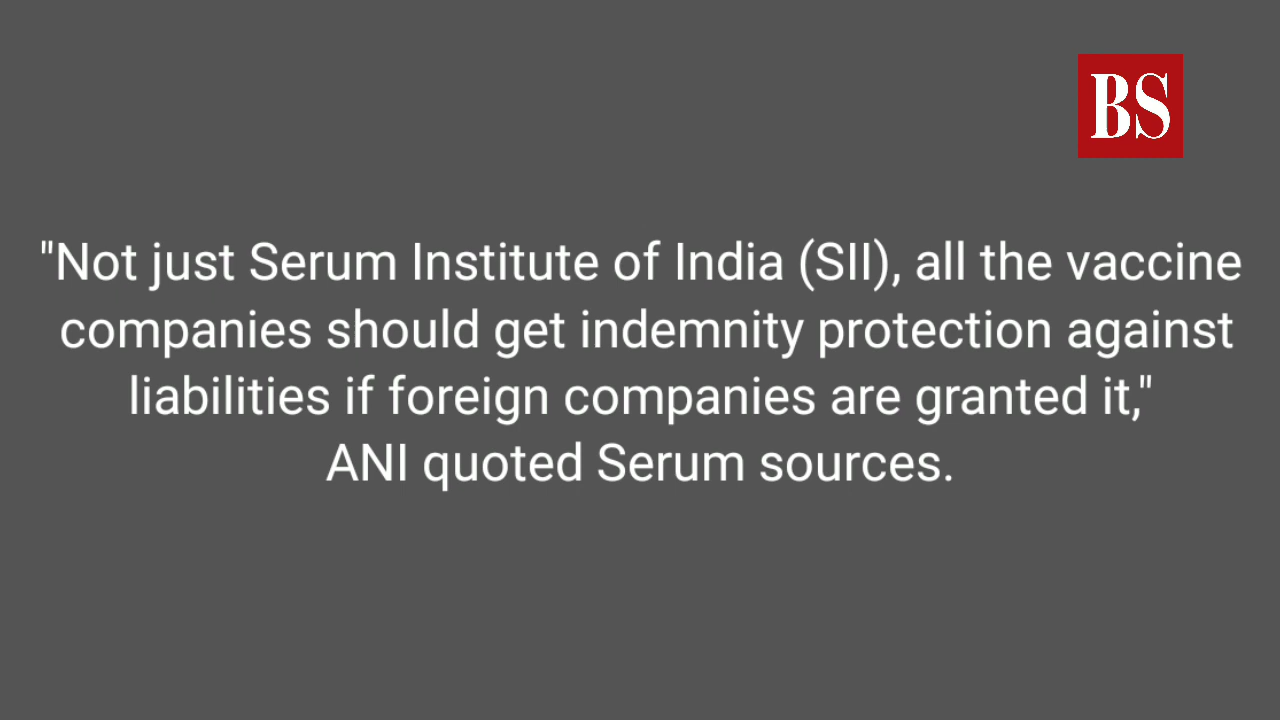 BS
"Not just Serum Institute of India (SII), all the vaccine
companies should get indemnity protection against
liabilities if foreign companies are granted it,"
ANI quoted Serum sources.